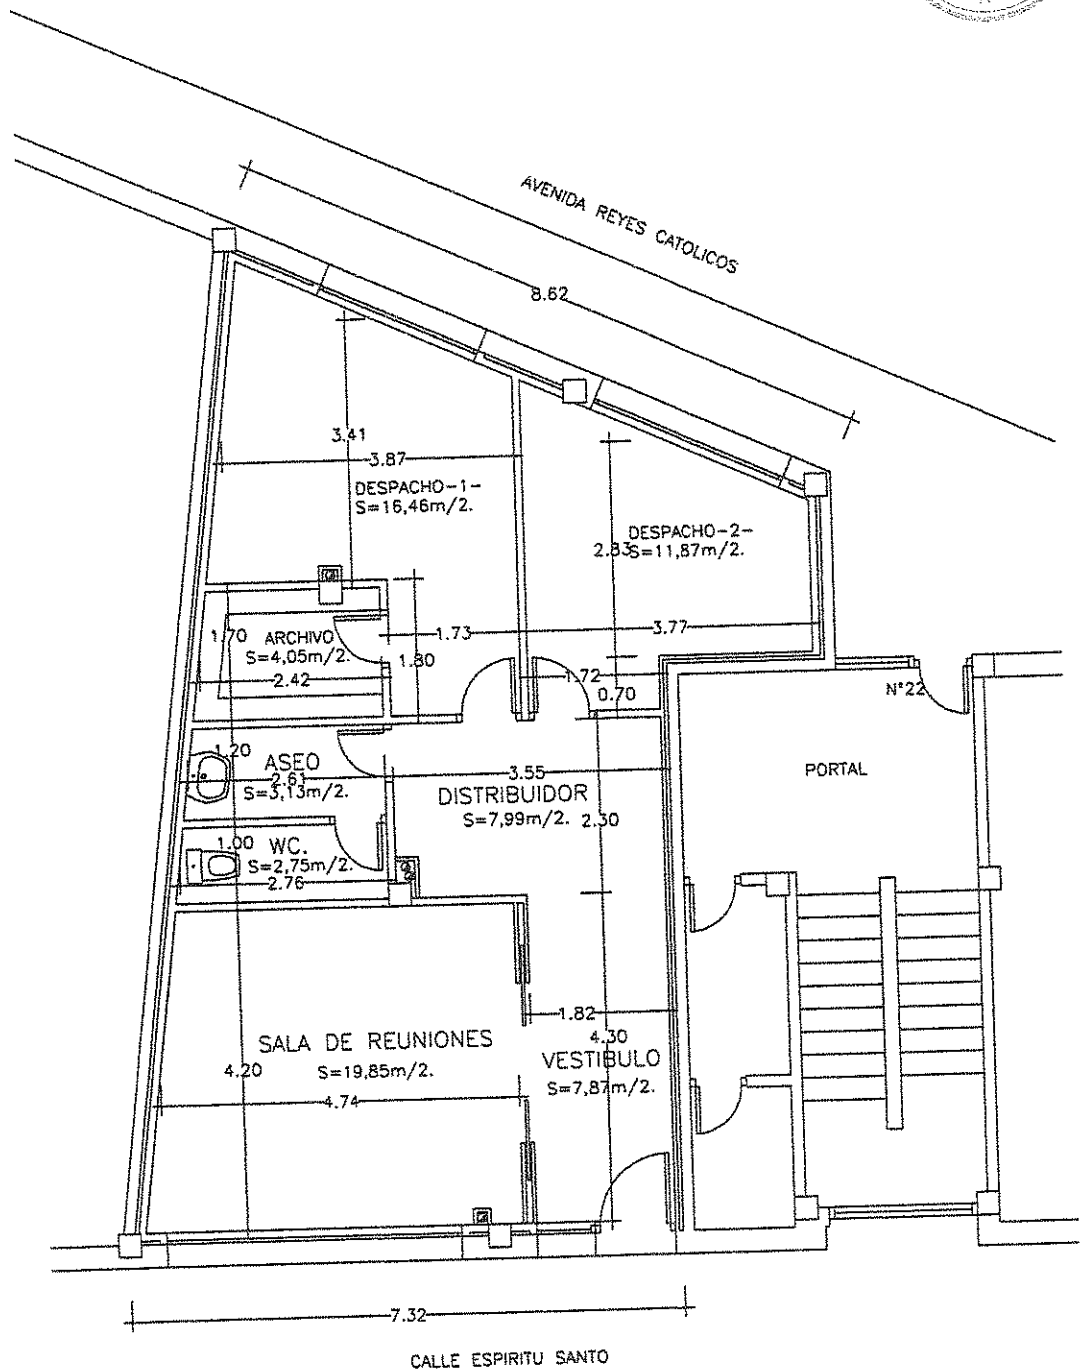 AVENIDA REYES CATOLICOS
8.62
3.41
3.87
DESPACHO-1-
S=16,46m/2.
DESPACHO-2-
2.83
S=11,87m/2.
1.70
ARCHIVO
S=4,05m/2.
2.42
1.80
1.73
3.77
1.72
0.70
N°22
PORTAL
1.20
ASEO
2.61
S=3,13m/2.
3.55
DISTRIBUIDOR
S=7,99m/2.
2.30
1.00
WC.
S=2,75m/2.
2.76
1.82
SALA DE REUNIONES
S=19,85m/2.
4.20
4.74
4.30
VESTIBULO
S=7,87m/2.
7.32
CALLE ESPIRITU SANTO